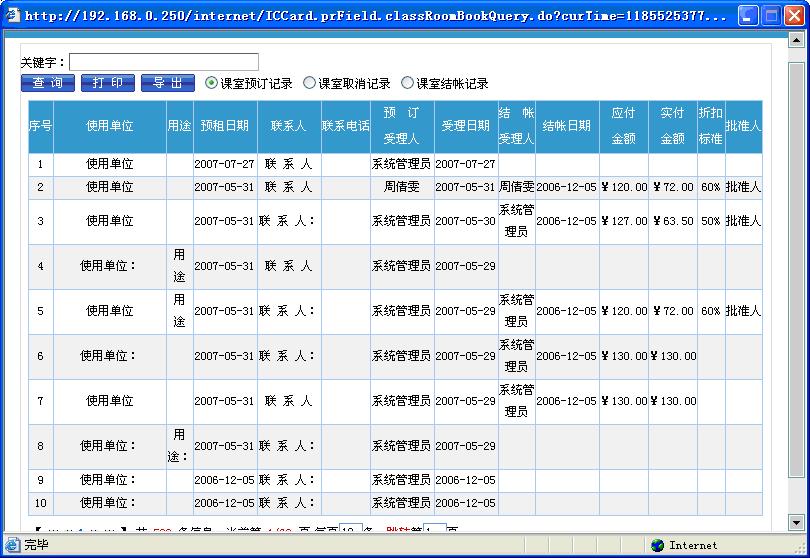 http://192.168.0.250/internet/ICCard.prField.classRoomBookQuery.do?curTime=1185525377...
关键字：
查 询 打 印 导 出 课室预订记录 课室取消记录 课室结帐记录
序号 使用单位 用途 预租日期 联系人 联系电话 预 订 受理人 受理日期 结 帐 受理人 结帐日期 应付 金额 实付 金额 折扣 标准 批准人
1 使用单位 2007-07-27 联 系 人 系统管理员 2007-07-27
2 使用单位 2007-05-31 联 系 人 周倩雯 2007-05-31 周倩雯 2006-12-05 ￥120.00 ￥72.00 60% 批准人
3 使用单位 2007-05-31 联 系 人： 系统管理员 2007-05-30 系统管理员 2006-12-05 ￥127.00 ￥63.50 50% 批准人
4 使用单位： 用途 2007-05-31 联 系 人 系统管理员 2007-05-29
5 使用单位 用途 2007-05-31 联 系 人： 系统管理员 2007-05-29 系统管理员 2006-12-05 ￥120.00 ￥72.00 60% 批准人
6 使用单位： 2007-05-31 联 系 人： 系统管理员 2007-05-29 系统管理员 2006-12-05 ￥130.00 ￥130.00
7 使用单位 2007-05-31 联 系 人 系统管理员 2007-05-29 系统管理员 2006-12-05 ￥130.00 ￥130.00
8 使用单位： 用途： 2007-05-31 联 系 人： 系统管理员 2007-05-29
9 使用单位： 2006-12-05 联 系 人： 系统管理员 2006-12-05
10 使用单位： 2006-12-05 联 系 人： 系统管理员 2006-12-05
完毕 Internet